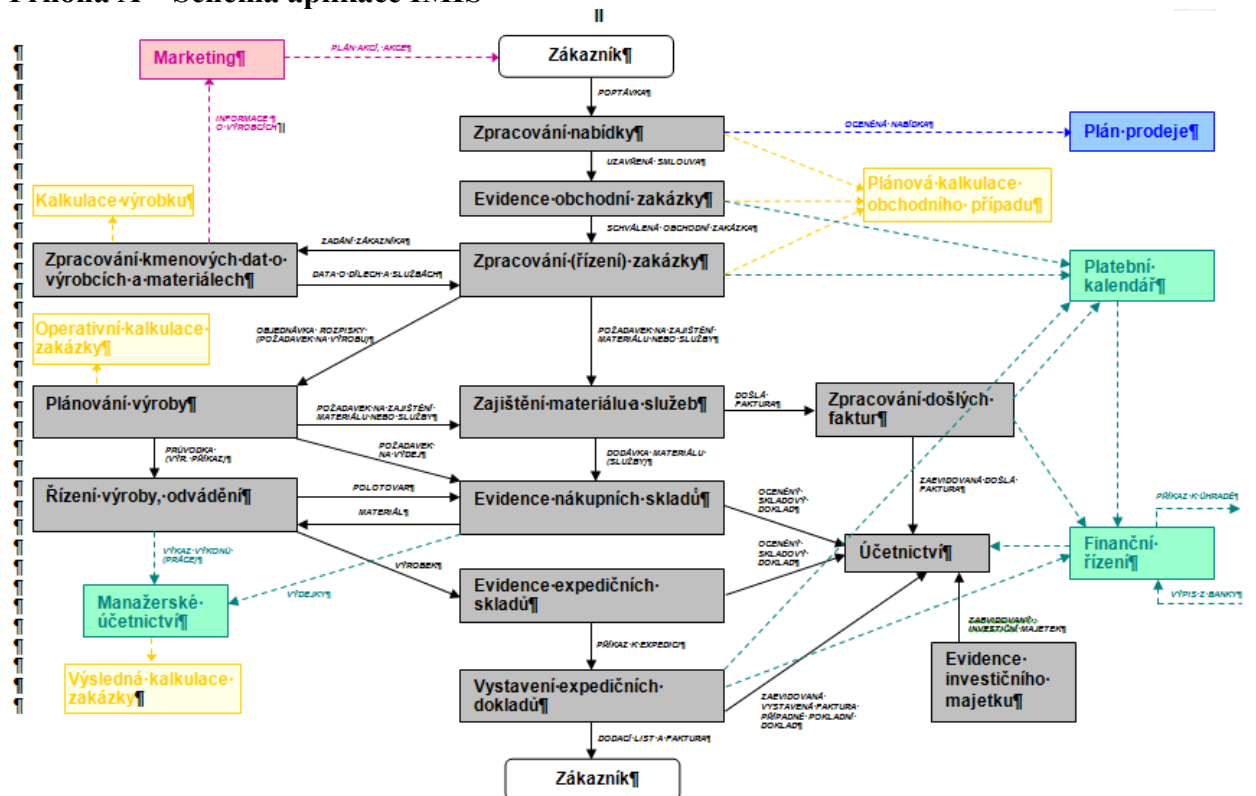 Příloha A – Schéma aplikace IMIS
Marketing¶
PLÁN·AKCÍ,·AKCE¶
Zákazník¶
POPTÁVKA¶
INFORMACE·¶
O·VÝROBCÍCH¶
Zpracování·nabídky¶
OCENĚNÁ·NABÍDKA¶
Plán·prodeje¶
UZAVŘENÁ·SMLOUVA¶
Kalkulace·výrobku¶
Evidence·obchodní·zakázky¶
Plánová·kalkulace·
obchodního·případu¶
SCHVÁLENÁ·OBCHODNÍ·ZAKÁZKA¶
ZADÁNÍ·ZÁKAZNÍKA¶
Zpracování·kmenových·dat·o·
výrobcích·a·materiálech¶
DATA·O·DÍLECH·A·SLUŽBÁCH¶
Zpracování·(řízení)·zakázky¶
Platební·
kalendář¶
Operativní·kalkulace·
zakázky¶
OBJEDNÁVKA·ROZPISKY·
(POŽADAVEK·NA·VÝROBU)¶
POŽADAVEK·NA·ZAJIŠTĚNÍ·
MATERIÁLU·NEBO·SLUŽBY¶
Plánování·výroby¶
POŽADAVEK·NA·ZAJIŠTĚNÍ·
MATERIÁLU·NEBO·SLUŽBY¶
Zajištění·materiálu·a·služeb¶
DOŠLÁ·
FAKTURA¶
Zpracování·došlých·
faktur¶
PRŮVODKA·
(VÝR.·PŘÍKAZ)¶
POŽADAVEK·
NA·VÝDEJ¶
DODÁVKA·MATERIÁLU·
(SLUŽBY)¶
Řízení·výroby,·odvádění¶
POLOTOVAR¶
MATERIÁL¶
Evidence·nákupních·skladů¶
OCENĚNÝ·
SKLADOVÝ·
DOKLAD¶
ZAEVIDOVANÁ·DOŠLÁ·
FAKTURA¶
PŘÍKAZ·K·ÚHRADĚ¶
VÝKAZ·VÝKONŮ·
(PRÁCE)¶
VÝROBEK¶
OCENĚNÝ·
SKLADOVÝ·
DOKLAD¶
Účetnictví¶
Finanční·
řízení¶
Manažerské·
účetnictví¶
VÝDEJKY¶
Evidence·expedičních·
skladů¶
VÝPIS·Z·BANKY¶
ZAEVIDOVANÝ·
INVESTIČNÍ·MAJETEK¶
PŘÍKAZ·K·EXPEDICI¶
Evidence·
investičního·
majetku¶
Výsledná·kalkulace·
zakázky¶
Vystavení·expedičních·
dokladů¶
ZAEVIDOVANÁ·
VYSTAVENÁ·FAKTURA·
PŘÍPADNĚ·POKLADNÍ·
DOKLAD¶
DODACÍ·LIST·A·FAKTURA¶
Zákazník¶